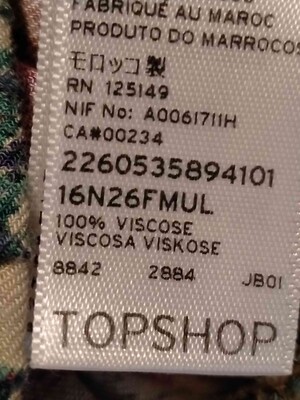 FABRIQUÉ AU MAROC
PRODUTO DO MARROCOS
モロッコ製
RN 125149
NIF No: A0061711H
CA#00234
2260535894101
16N26FMUL
100% VISCOSE
VISCOSA VISKOSE
8842 2884 JB01
TOPSHOP